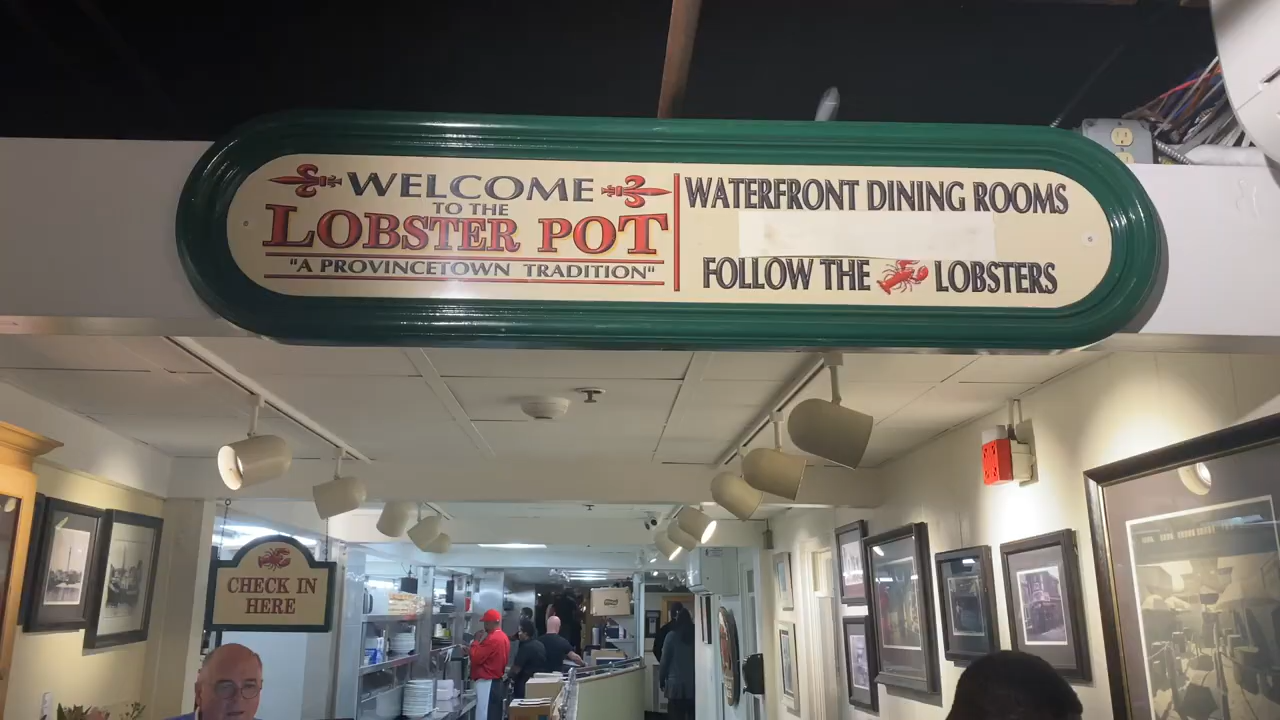 WELCOME
TO THE
LOBSTER POT
"A PROVINCETOWN TRADITION"
WATERFRONT DINING ROOMS
FOLLOW THE LOBSTERS
CHECK IN
HERE